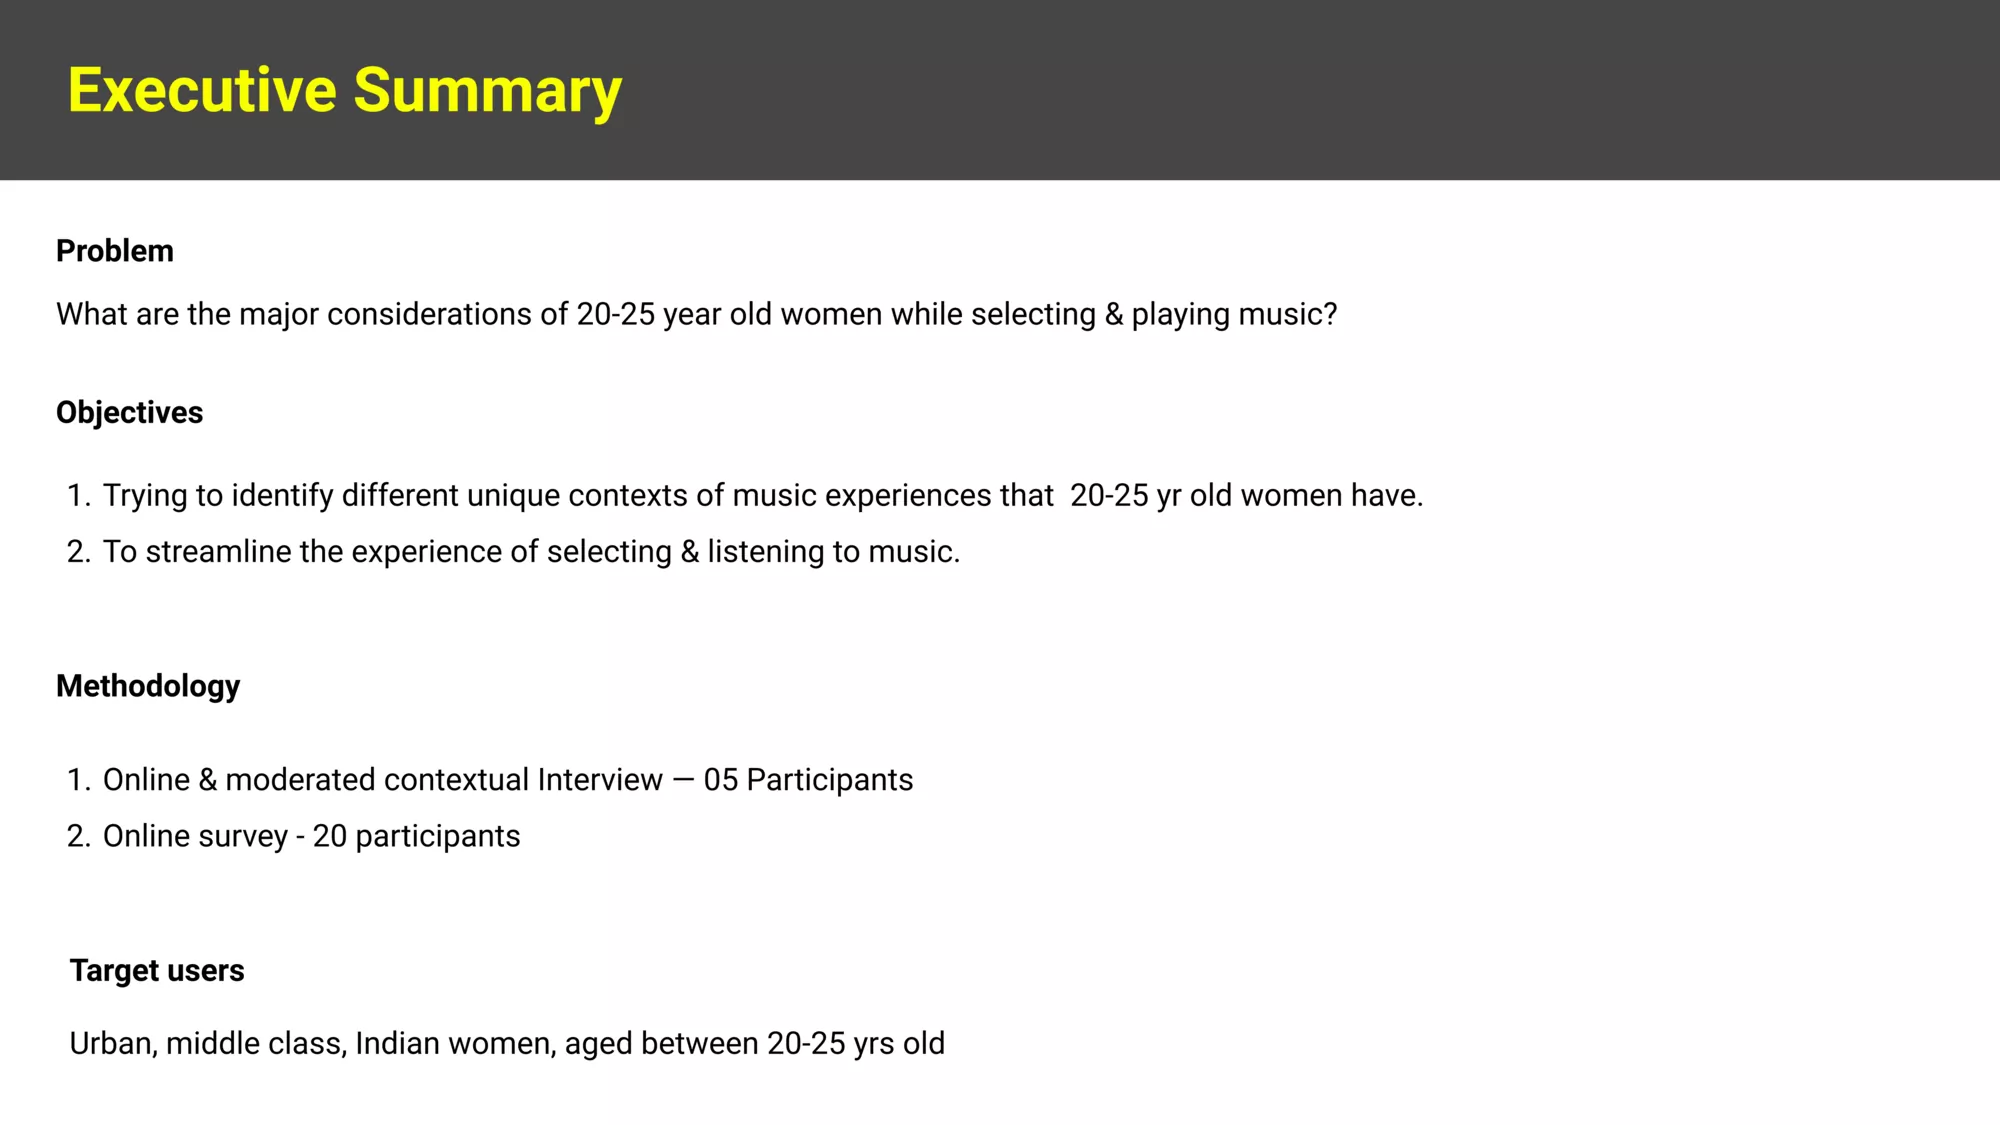 Executive Summary
Problem
What are the major considerations of 20-25 year old women while selecting & playing music?
Objectives
1. Trying to identify different unique contexts of music experiences that  20-25 yr old women have.
2. To streamline the experience of selecting & listening to music.
Methodology
1. Online & moderated contextual Interview — 05 Participants
2. Online survey - 20 participants
Target users
Urban, middle class, Indian women, aged between 20-25 yrs old